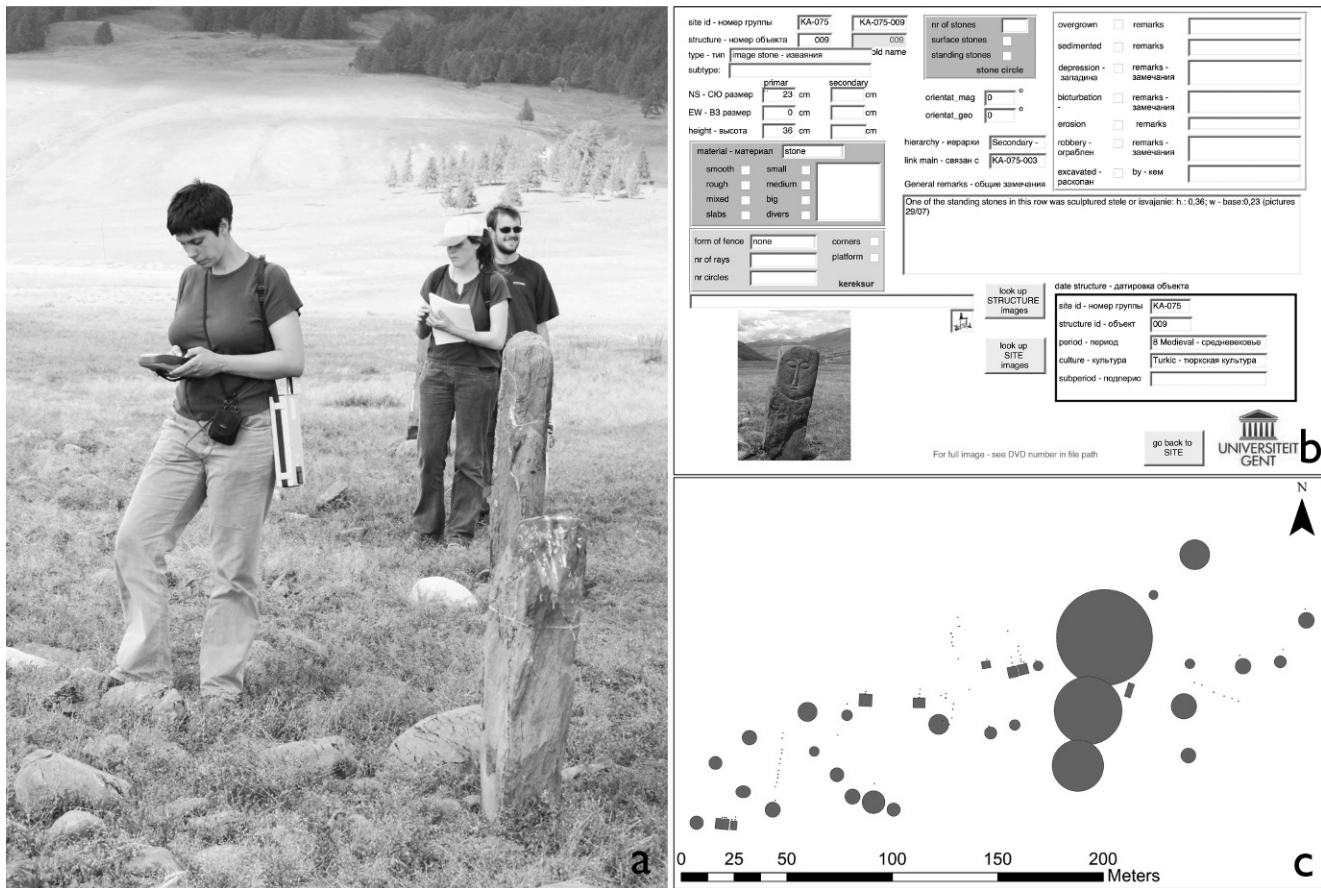 a
site id - номер группы KA-075 KA-075-009
structure - номер объекта 009 009
old name
type - тип image stone - изваяния
subtype:
primar secondary
NS - СЮ размер 23 cm cm
EW - ВЗ размер 0 cm cm
height - высота 36 cm cm
material - материал stone
smooth small
rough medium
mixed big
slabs divers
form of fence none corners
nr of rays platform
nr circles kereksur
nr of stones
surface stones
standing stones
stone circle
orientat_mag 0 °
orientat_geo 0 °
hierarchy - иерархи Secondary -
link main - связан с KA-075-003
General remarks - общие замечания
One of the standing stones in this row was sculptured stele or isvajanie: h.: 0,36; w - base:0,23 (pictures
29/07)
overgrown remarks
sedimented remarks
depression - remarks -
западина замечания
bioturbation remarks -
- замечания
erosion remarks
robbery - remarks -
ограблен замечания
excavated - by - кем
раскопан
look up
STRUCTURE
images
look up
SITE
images
date structure - датировка объекта
site id - номер группы KA-075
structure id - объект 009
period - период 8 Medieval - средневековье
culture - культура Turkic - тюркская культура
subperiod - подперио
For full image - see DVD number in file path
go back to
SITE
UNIVERSITEIT
GENT
b
N
0 25 50 100 150 200
Meters
c